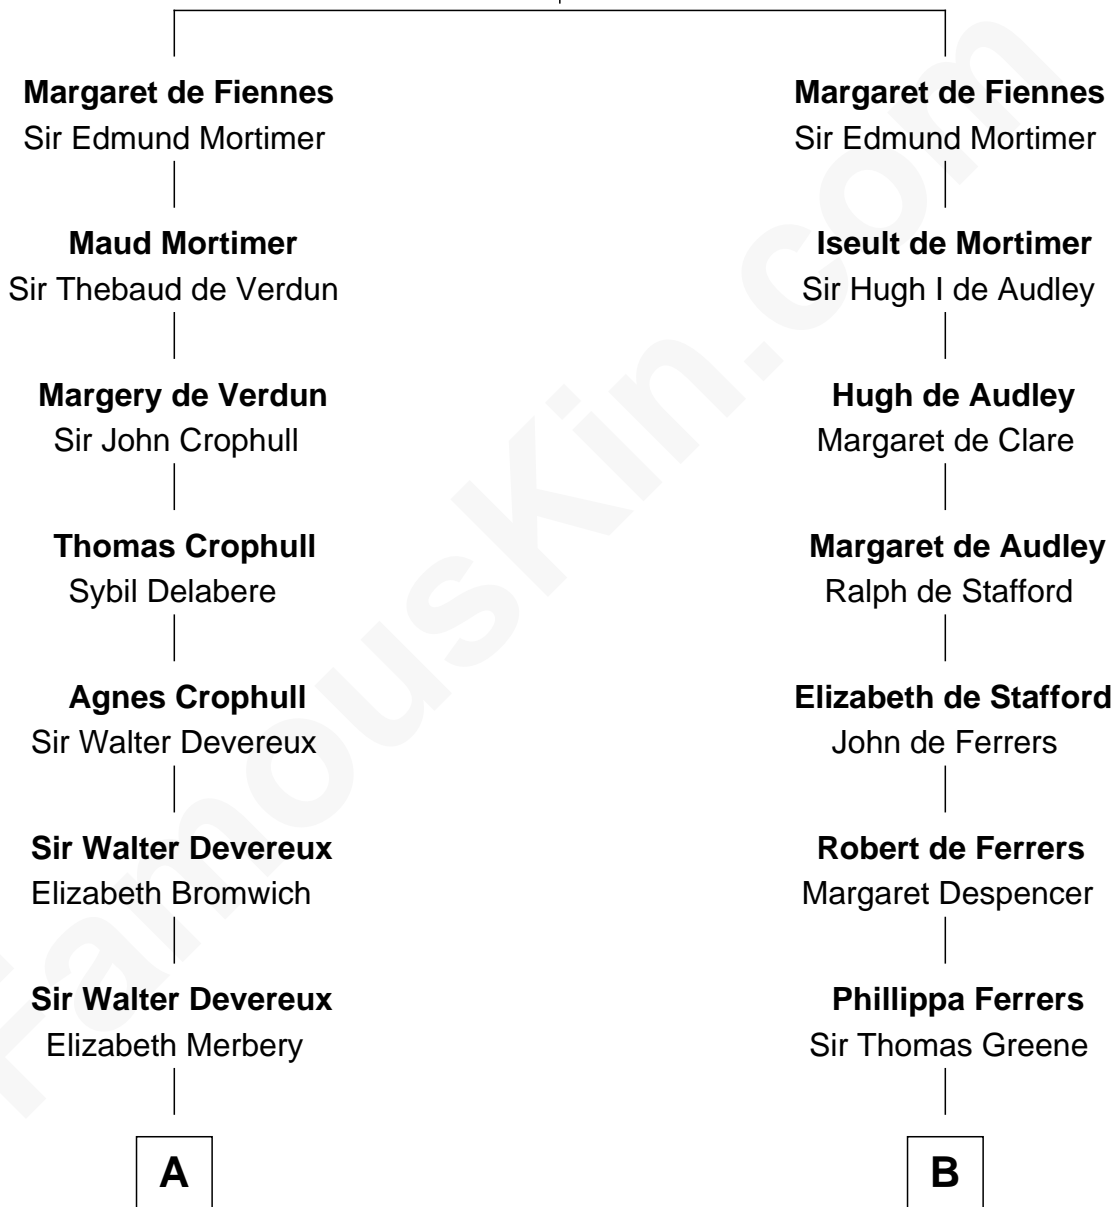 Margaret de Fiennes
Sir Edmund Mortimer
Maud Mortimer
Sir Thebaud de Verdun
Margery de Verdun
Sir John Crophull
Thomas Crophull
Sybil Delabere
Agnes Crophull
Sir Walter Devereux
Sir Walter Devereux
Elizabeth Bromwich
Sir Walter Devereux
Elizabeth Merbery
A
Margaret de Fiennes
Sir Edmund Mortimer
Iseult de Mortimer
Sir Hugh I de Audley
Hugh de Audley
Margaret de Clare
Margaret de Audley
Ralph de Stafford
Elizabeth de Stafford
John de Ferrers
Robert de Ferrers
Margaret Despencer
Phillippa Ferrers
Sir Thomas Greene
B
FamousKin.com